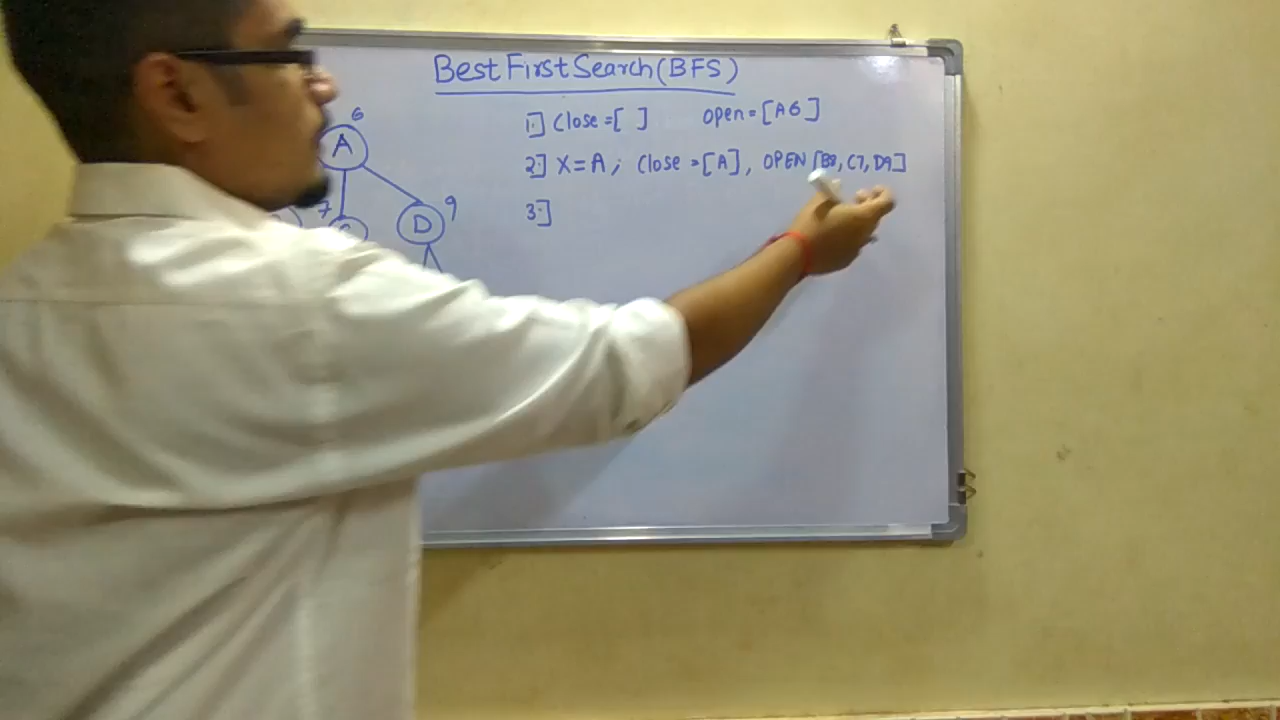 Best First Search (BFS)
6
A
1.] Close = [ ] open = [A6]
2.] X = A ; Close = [A] , OPEN [B8, C7, D9]
7
D
9
3.]